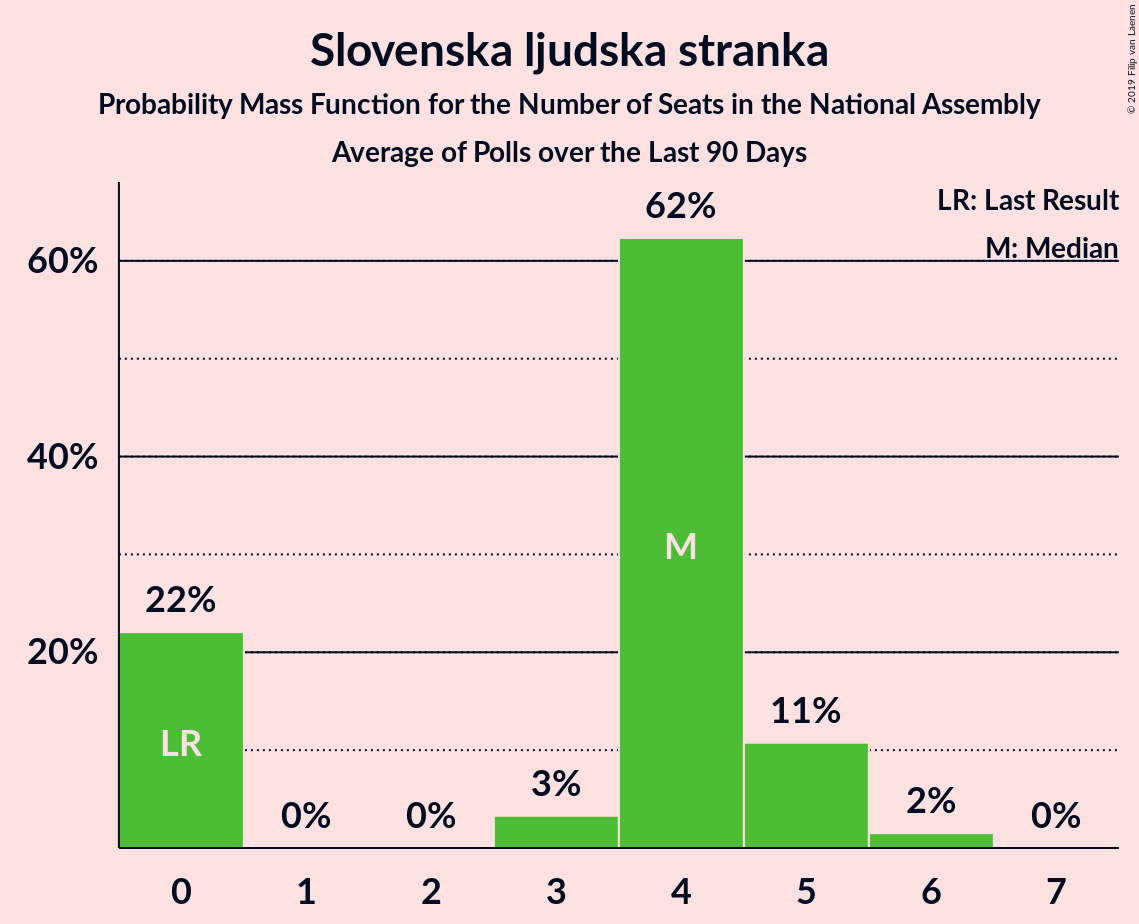 Slovenska ljudska stranka
Probability Mass Function for the Number of Seats in the National Assembly
Average of Polls over the Last 90 Days
© 2019 Filip van Laenen
LR: Last Result
M: Median
60%
40%
20%
22%
0%
0%
3%
62%
11%
2%
0%
LR
M
0 1 2 3 4 5 6 7